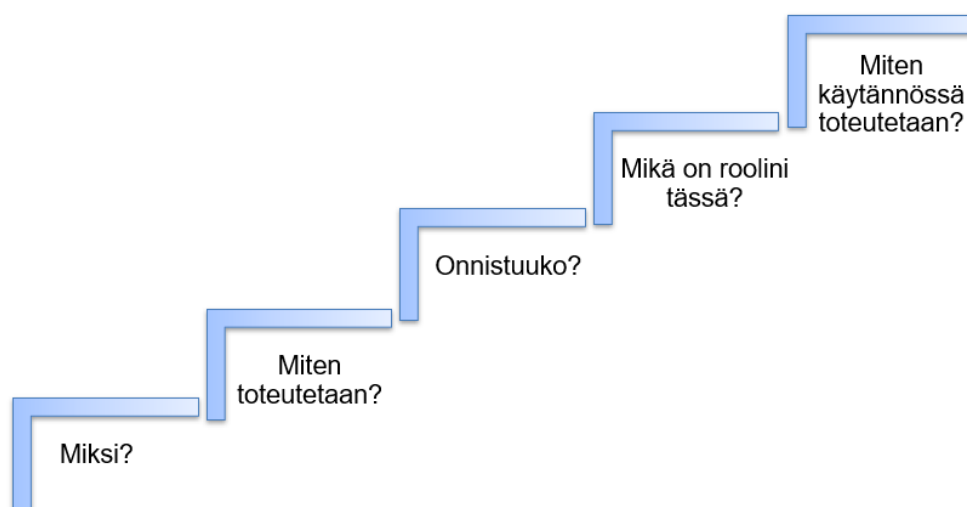 Miten
käytännössä
toteutetaan?
Mikä on roolini
tässä?
Onnistuuko?
Miten
toteutetaan?
Miksi?